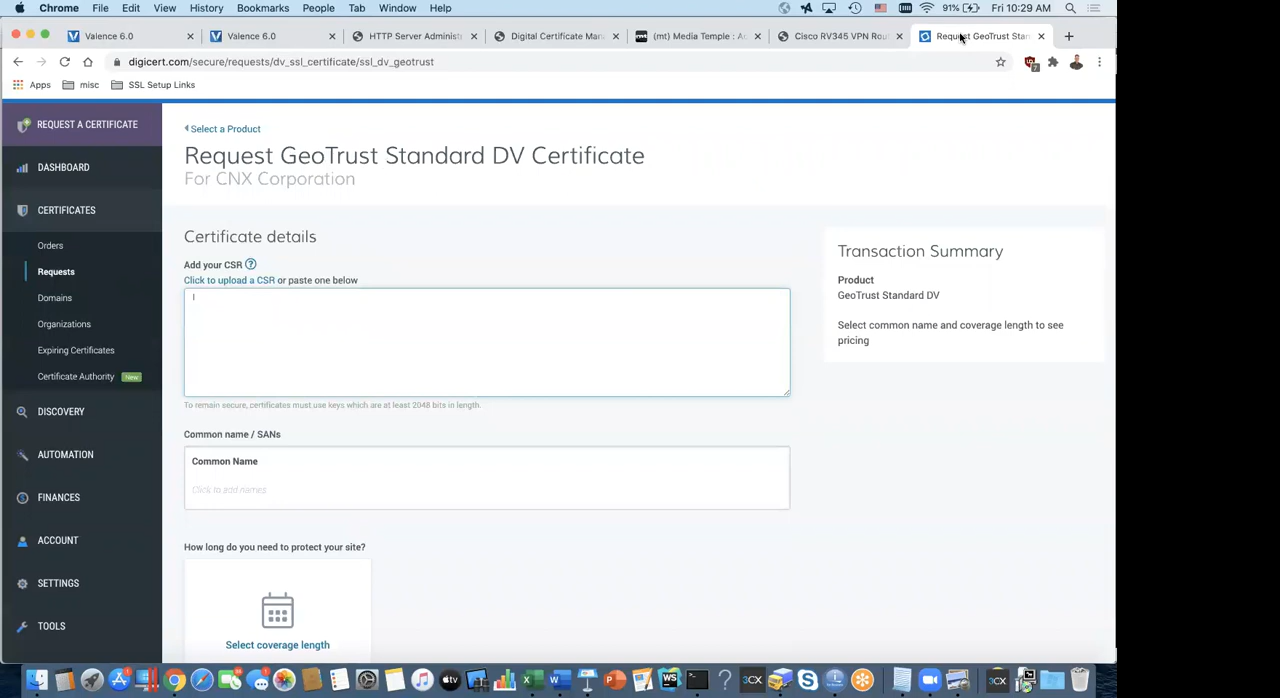 Chrome File Edit View History Bookmarks People Tab Window Help 91% Fri 10:29 AM
Valence 6.0 Valence 6.0 HTTP Server Administ Digital Certificate Man (mt) Media Temple : Ac Cisco RV345 VPN Rou Request GeoTrust Stan
digicert.com/secure/requests/dv_ssl_certificate/ssl_dv_geotrust
Apps misc SSL Setup Links
REQUEST A CERTIFICATE
DASHBOARD
CERTIFICATES
Orders
Requests
Domains
Organizations
Expiring Certificates
Certificate Authority New
DISCOVERY
AUTOMATION
FINANCES
ACCOUNT
SETTINGS
TOOLS
Select a Product
Request GeoTrust Standard DV Certificate
For CNX Corporation
Certificate details
Add your CSR ?
Click to upload a CSR or paste one below
To remain secure, certificates must use keys which are at least 2048 bits in length.
Common name / SANs
Common Name
Click to add names
How long do you need to protect your site?
Select coverage length
Transaction Summary
Product
GeoTrust Standard DV
Select common name and coverage length to see
pricing
3CX 3CX